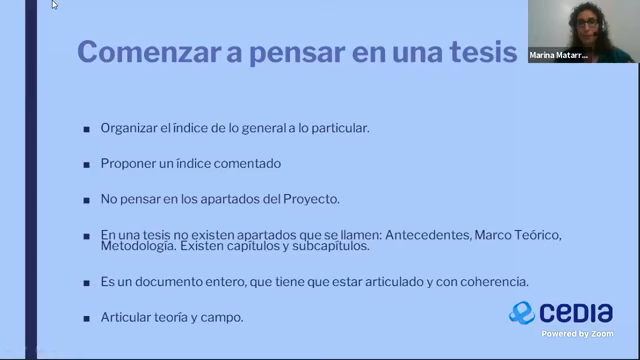 Comenzar a pensar en una tesis
Marina Matarr...
Organizar el índice de lo general a lo particular.
Proponer un índice comentado
No pensar en los apartados del Proyecto.
En una tesis no existen apartados que se llamen: Antecedentes, Marco Teórico,
Metodología. Existen capítulos y subcapítulos.
Es un documento entero, que tiene que estar articulado y con coherencia.
Articular teoría y campo.
CEDIA
Powered by Zoom